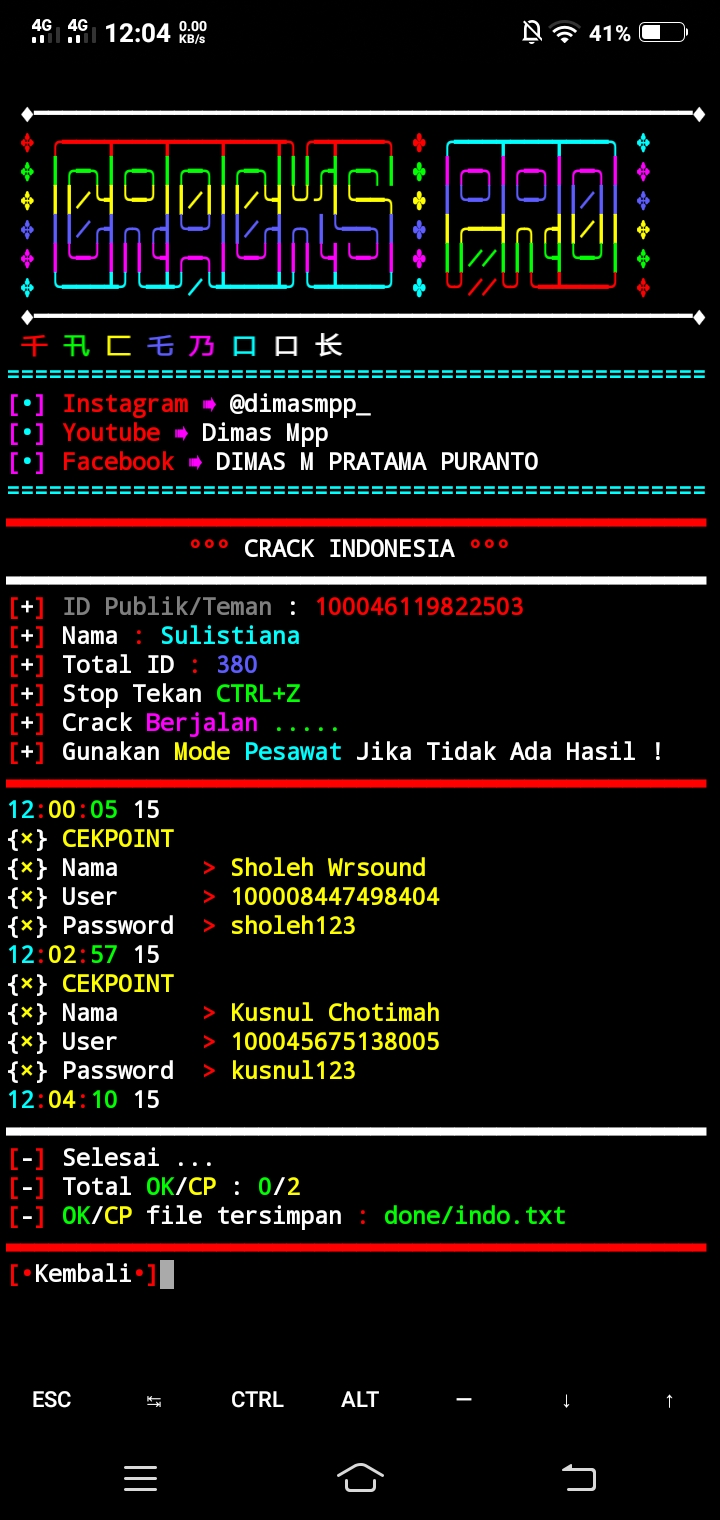 4G 4G 12:04 0.00 KB/s 41%
千 卂 匚 毛 乃 口 口 长
[•] Instagram ➠ @dimasmpp_
[•] Youtube ➠ Dimas Mpp
[•] Facebook ➠ DIMAS M PRATAMA PURANTO
°°° CRACK INDONESIA °°°
[+] ID Publik/Teman : 100046119822503
[+] Nama : Sulistiana
[+] Total ID : 380
[+] Stop Tekan CTRL+Z
[+] Crack Berjalan .....
[+] Gunakan Mode Pesawat Jika Tidak Ada Hasil !
12:00:05 15
{×} CEKPOINT
{×} Nama > Sholeh Wrsound
{×} User > 100008447498404
{×} Password > sholeh123
12:02:57 15
{×} CEKPOINT
{×} Nama > Kusnul Chotimah
{×} User > 100045675138005
{×} Password > kusnul123
12:04:10 15
[-] Selesai ...
[-] Total OK/CP : 0/2
[-] OK/CP file tersimpan : done/indo.txt
[•Kembali•]
ESC ↹ CTRL ALT — ↓ ↑